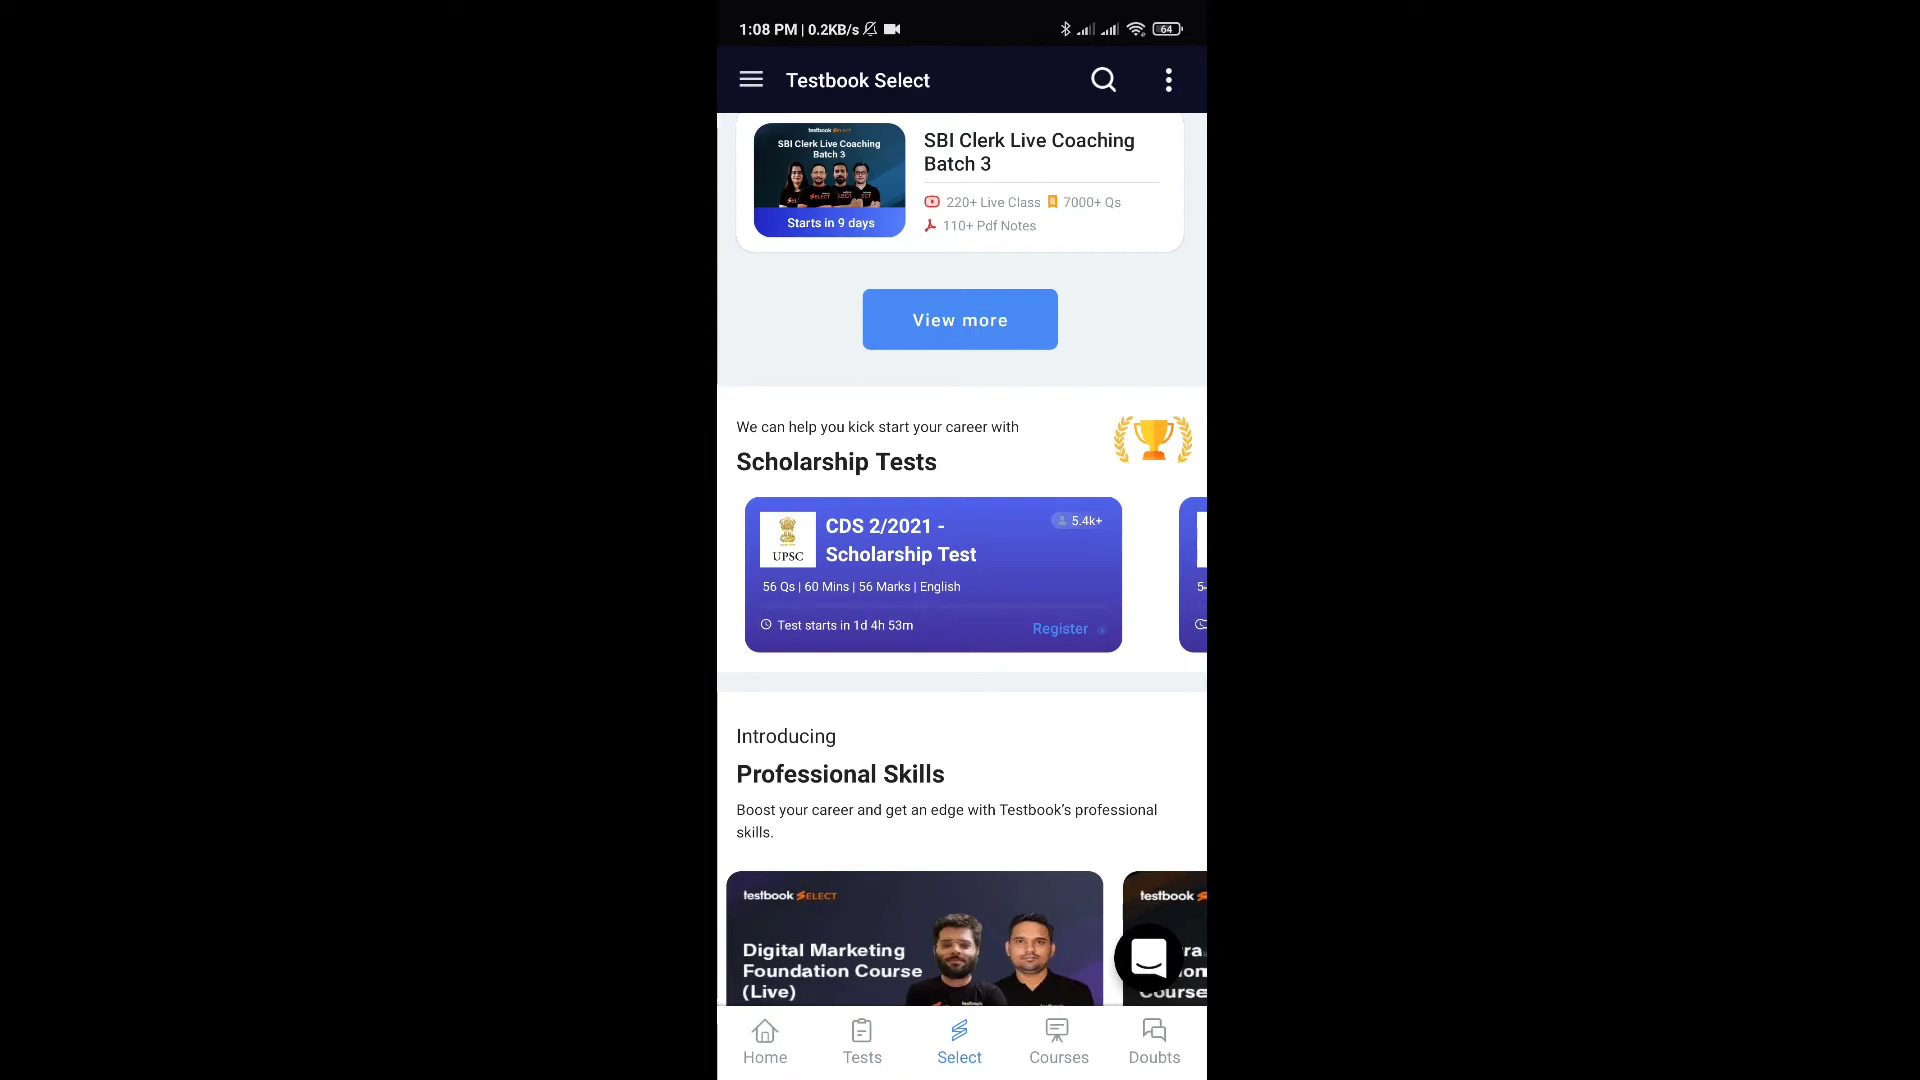 1:08 PM | 0.2KB/s
64
Testbook Select
testbook SELECT
SBI Clerk Live Coaching
Batch 3
Starts in 9 days
SBI Clerk Live Coaching
Batch 3
220+ Live Class 7000+ Qs
110+ Pdf Notes
View more
We can help you kick start your career with
Scholarship Tests
UPSC
CDS 2/2021 -
Scholarship Test
5.4k+
56 Qs | 60 Mins | 56 Marks | English
Test starts in 1d 4h 53m
Register
Introducing
Professional Skills
Boost your career and get an edge with Testbook’s professional
skills.
testbook SELECT
Digital Marketing
Foundation Course
(Live)
testbook
Course
Home
Tests
Select
Courses
Doubts